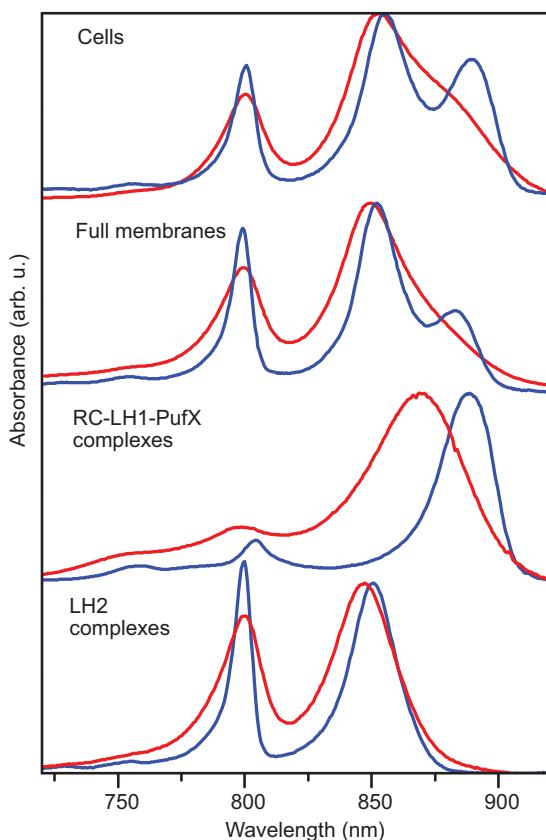 Cells
Full membranes
RC-LH1-PufX
complexes
LH2
complexes
Absorbance (arb. u.)
750 800 850 900
Wavelength (nm)